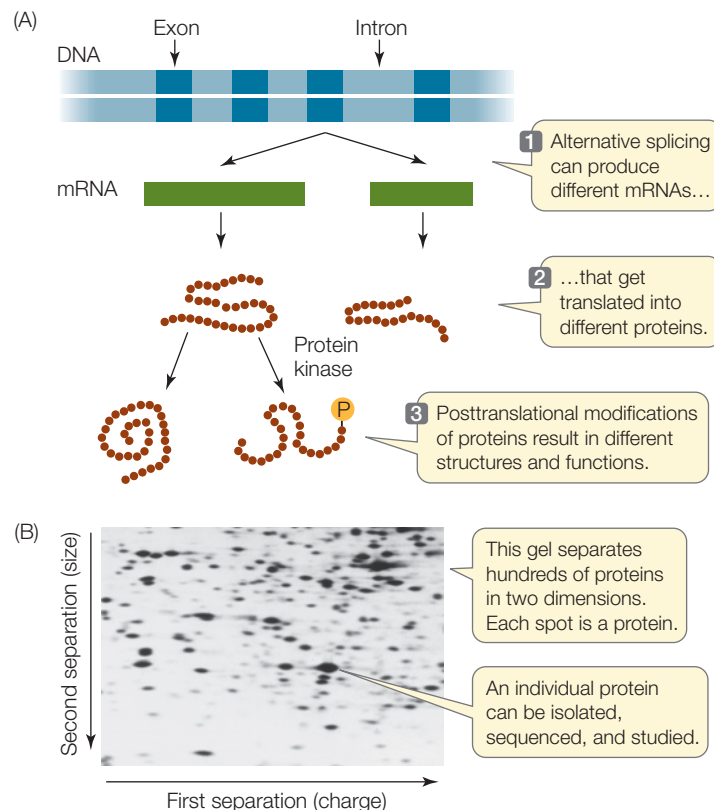 (A)
Exon
Intron
DNA
1 Alternative splicing
can produce
different mRNAs…
mRNA
2 …that get
translated into
different proteins.
Protein
kinase
P
3 Posttranslational modifications
of proteins result in different
structures and functions.
(B)
Second separation (size)
This gel separates
hundreds of proteins
in two dimensions.
Each spot is a protein.
An individual protein
can be isolated,
sequenced, and studied.
First separation (charge)